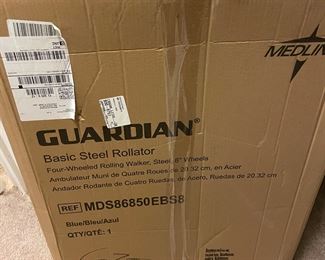 MEDLINE
GUARDIAN®
Basic Steel Rollator
Four-Wheeled Rolling Walker, Steel, 8" Wheels
Ambulateur Muni de Quatre Roues de 20.32 cm, en Acier
Andador Rodante de Cuatro Ruedas, de Acero, Ruedas de 20.32 cm
REF MDS86850EBS8
Blue/Bleu/Azul
QTY/QTÉ: 1